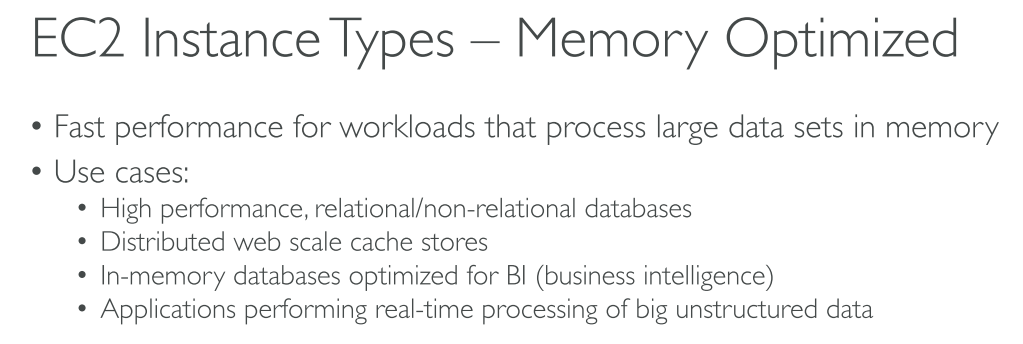 EC2 Instance Types – Memory Optimized
• Fast performance for workloads that process large data sets in memory
• Use cases:
• High performance, relational/non-relational databases
• Distributed web scale cache stores
• In-memory databases optimized for BI (business intelligence)
• Applications performing real-time processing of big unstructured data